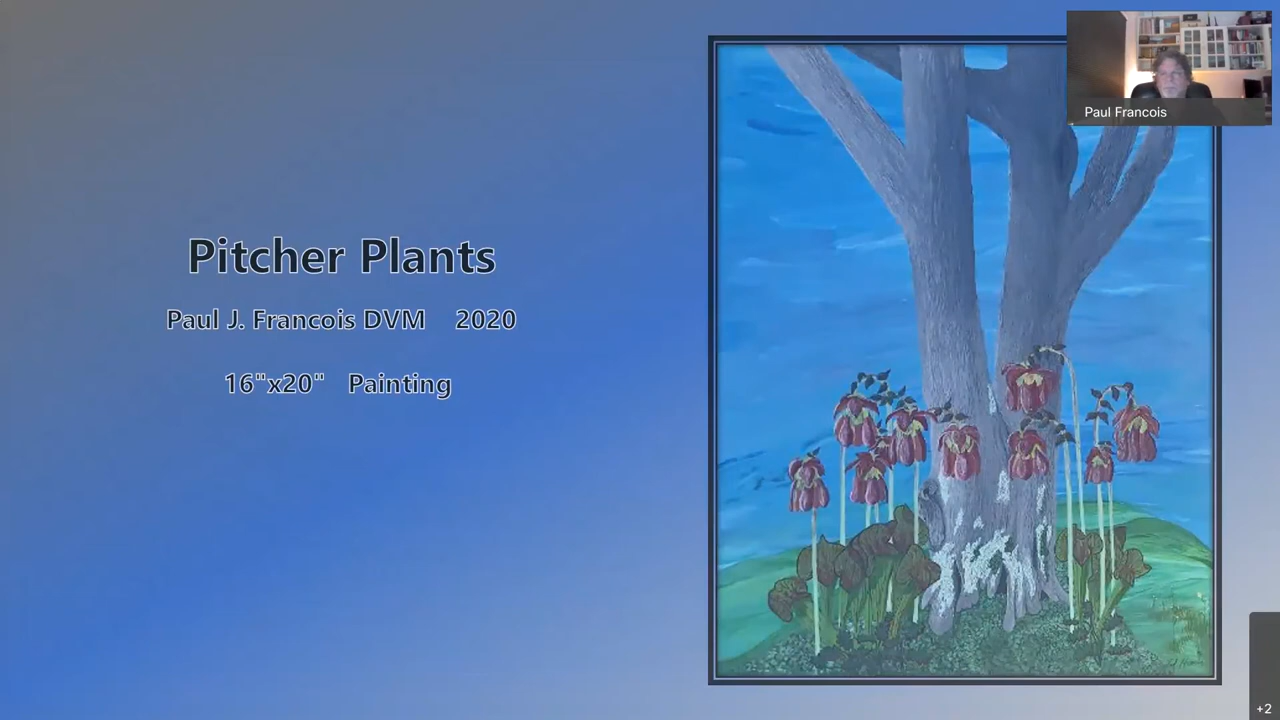 Pitcher Plants
Paul J. Francois DVM 2020
16"x20" Painting
Paul Francois
+2